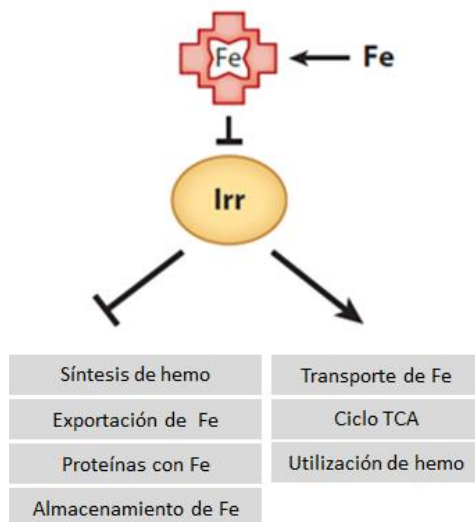 Fe
Fe
Irr
Síntesis de hemo
Exportación de Fe
Proteínas con Fe
Almacenamiento de Fe
Transporte de Fe
Ciclo TCA
Utilización de hemo